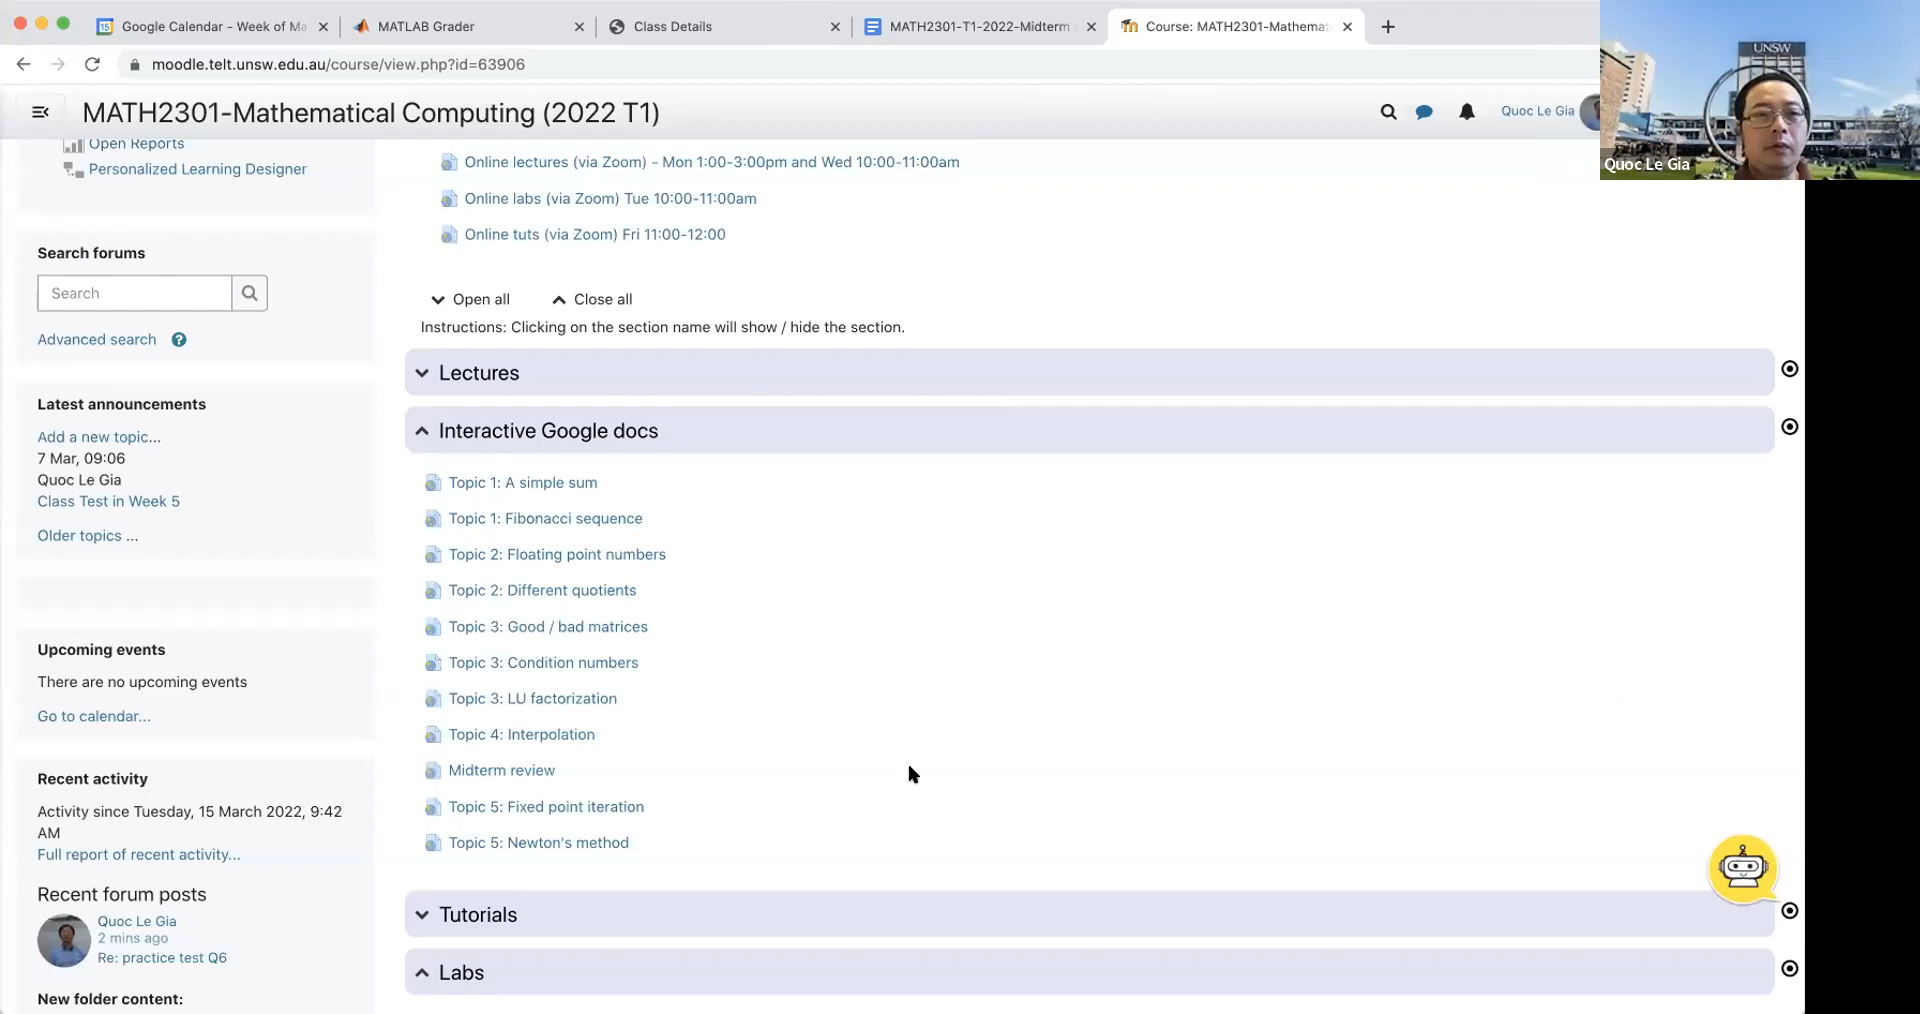 Google Calendar - Week of Ma
MATLAB Grader
Class Details
MATH2301-T1-2022-Midterm
Course: MATH2301-Mathemat
moodle.telt.unsw.edu.au/course/view.php?id=63906
UNSW
Quoc Le Gia
MATH2301-Mathematical Computing (2022 T1)
Quoc Le Gia
Open Reports
Personalized Learning Designer
Search forums
Search
Advanced search
?
Latest announcements
Add a new topic...
7 Mar, 09:06
Quoc Le Gia
Class Test in Week 5
Older topics ...
Upcoming events
There are no upcoming events
Go to calendar...
Recent activity
Activity since Tuesday, 15 March 2022, 9:42
AM
Full report of recent activity...
Recent forum posts
Quoc Le Gia
2 mins ago
Re: practice test Q6
New folder content:
Online lectures (via Zoom) - Mon 1:00-3:00pm and Wed 10:00-11:00am
Online labs (via Zoom) Tue 10:00-11:00am
Online tuts (via Zoom) Fri 11:00-12:00
Open all
Close all
Instructions: Clicking on the section name will show / hide the section.
Lectures
Interactive Google docs
Topic 1: A simple sum
Topic 1: Fibonacci sequence
Topic 2: Floating point numbers
Topic 2: Different quotients
Topic 3: Good / bad matrices
Topic 3: Condition numbers
Topic 3: LU factorization
Topic 4: Interpolation
Midterm review
Topic 5: Fixed point iteration
Topic 5: Newton's method
Tutorials
Labs